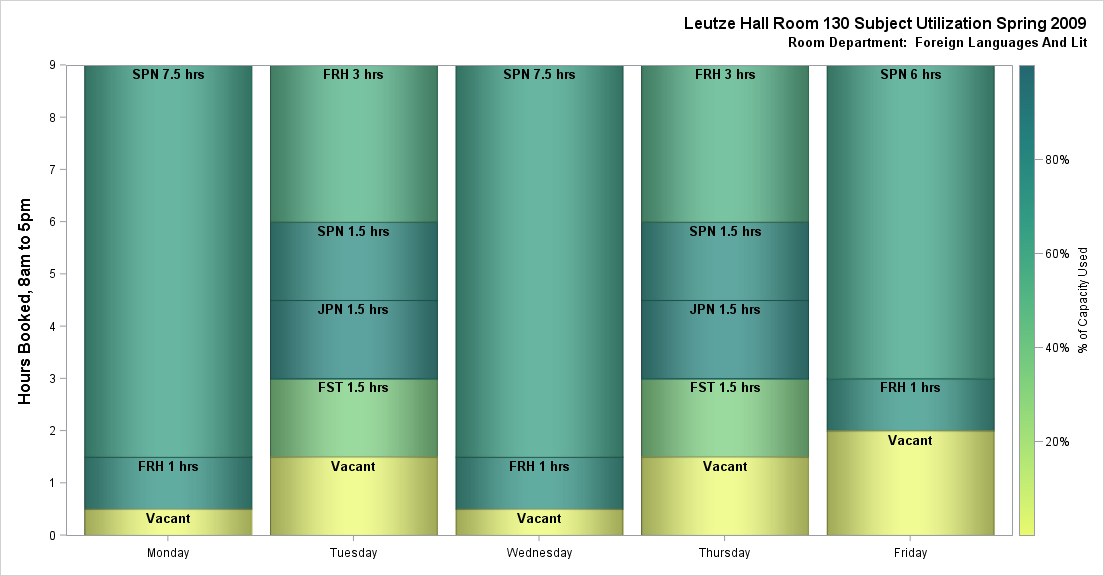 Leutze Hall Room 130 Subject Utilization Spring 2009
Room Department:  Foreign Languages And Lit
Hours Booked, 8am to 5pm
9
8
7
6
5
4
3
2
1
0
SPN 7.5 hrs
FRH 1 hrs
Vacant
FRH 3 hrs
SPN 1.5 hrs
JPN 1.5 hrs
FST 1.5 hrs
Vacant
SPN 7.5 hrs
FRH 1 hrs
Vacant
FRH 3 hrs
SPN 1.5 hrs
JPN 1.5 hrs
FST 1.5 hrs
Vacant
SPN 6 hrs
FRH 1 hrs
Vacant
Monday
Tuesday
Wednesday
Thursday
Friday
80%
60%
40%
20%
% of Capacity Used